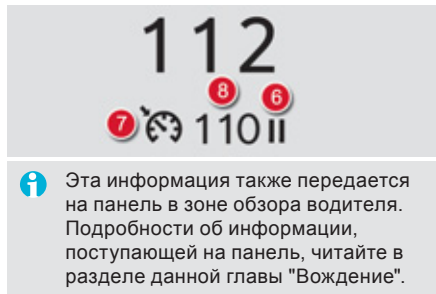 112
8
6
7
110
Эта информация также передается
на панель в зоне обзора водителя.
Подробности об информации,
поступающей на панель, читайте в
разделе данной главы "Вождение".